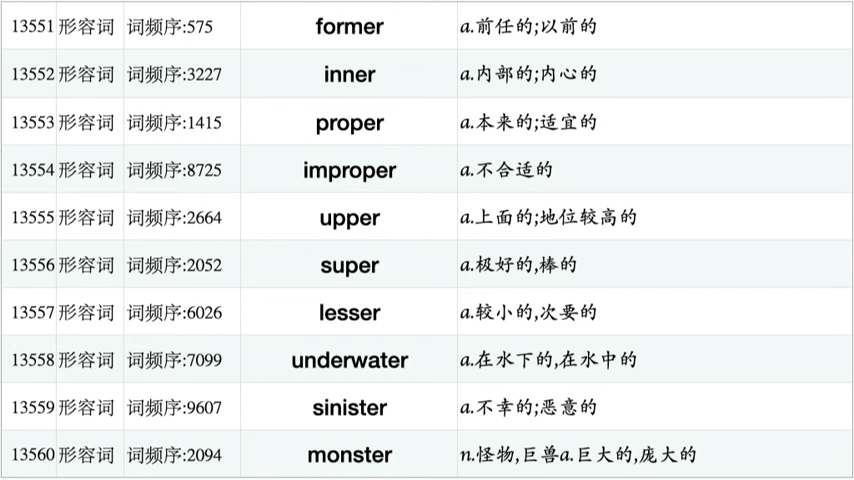 13551 形容词 词频序:575 former a.前任的;以前的
13552 形容词 词频序:3227 inner a.内部的;内心的
13553 形容词 词频序:1415 proper a.本来的;适宜的
13554 形容词 词频序:8725 improper a.不合适的
13555 形容词 词频序:2664 upper a.上面的;地位较高的
13556 形容词 词频序:2052 super a.极好的,棒的
13557 形容词 词频序:6026 lesser a.较小的,次要的
13558 形容词 词频序:7099 underwater a.在水下的,在水中的
13559 形容词 词频序:9607 sinister a.不幸的;恶意的
13560 形容词 词频序:2094 monster n.怪物,巨兽a.巨大的,庞大的